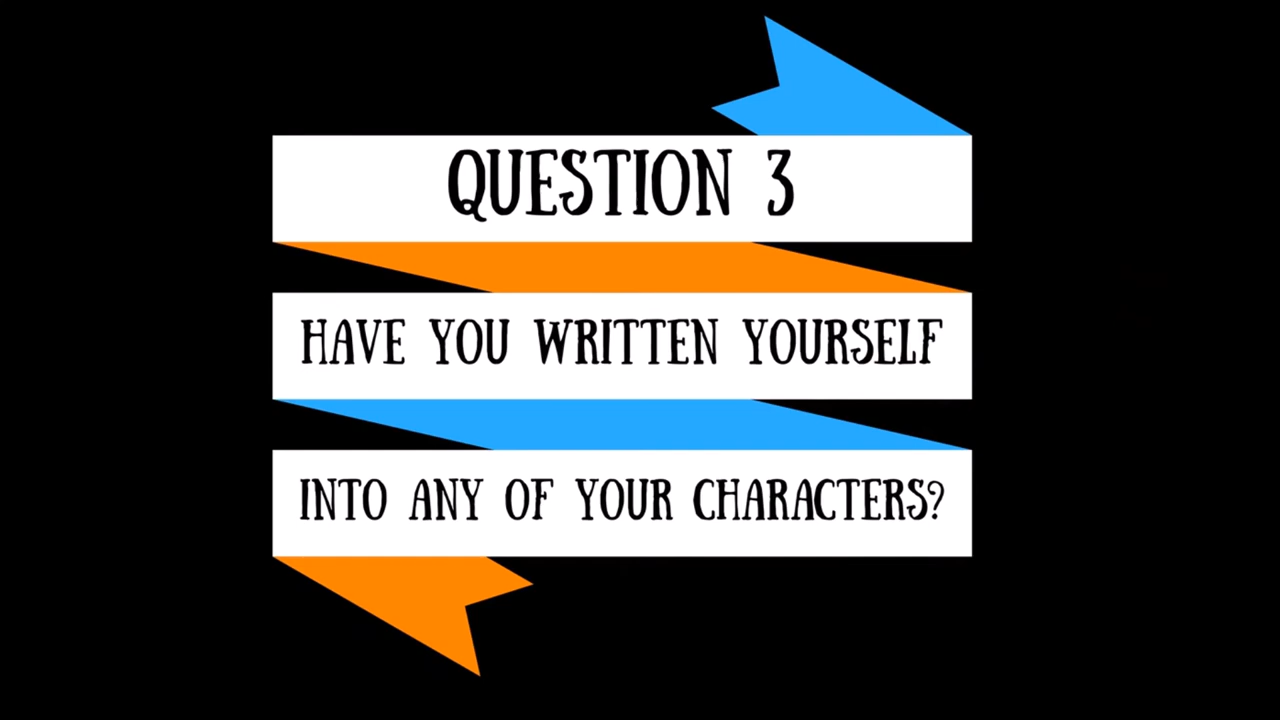 QUESTION 3
HAVE YOU WRITTEN YOURSELF
INTO ANY OF YOUR CHARACTERS?